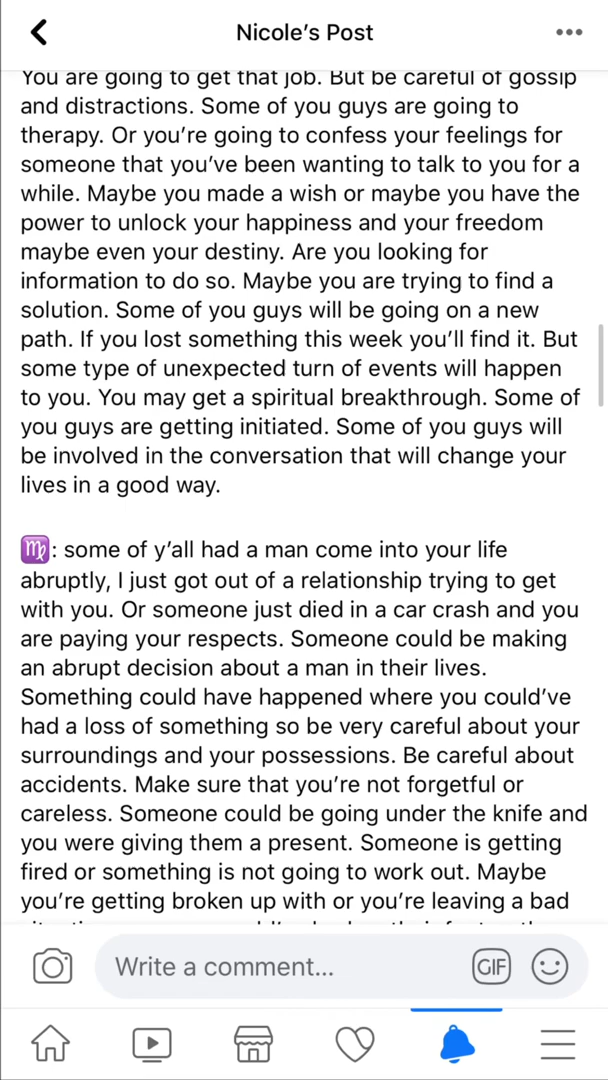 Nicole's Post
You are going to get that job. But be careful of gossip
and distractions. Some of you guys are going to
therapy. Or you're going to confess your feelings for
someone that you've been wanting to talk to you for a
while. Maybe you made a wish or maybe you have the
power to unlock your happiness and your freedom
maybe even your destiny. Are you looking for
information to do so. Maybe you are trying to find a
solution. Some of you guys will be going on a new
path. If you lost something this week you'll find it. But
some type of unexpected turn of events will happen
to you. You may get a spiritual breakthrough. Some of
you guys are getting initiated. Some of you guys will
be involved in the conversation that will change your
lives in a good way.
♍: some of y'all had a man come into your life
abruptly, I just got out of a relationship trying to get
with you. Or someone just died in a car crash and you
are paying your respects. Someone could be making
an abrupt decision about a man in their lives.
Something could have happened where you could've
had a loss of something so be very careful about your
surroundings and your possessions. Be careful about
accidents. Make sure that you're not forgetful or
careless. Someone could be going under the knife and
you were giving them a present. Someone is getting
fired or something is not going to work out. Maybe
you're getting broken up with or you're leaving a bad
Write a comment...
GIF